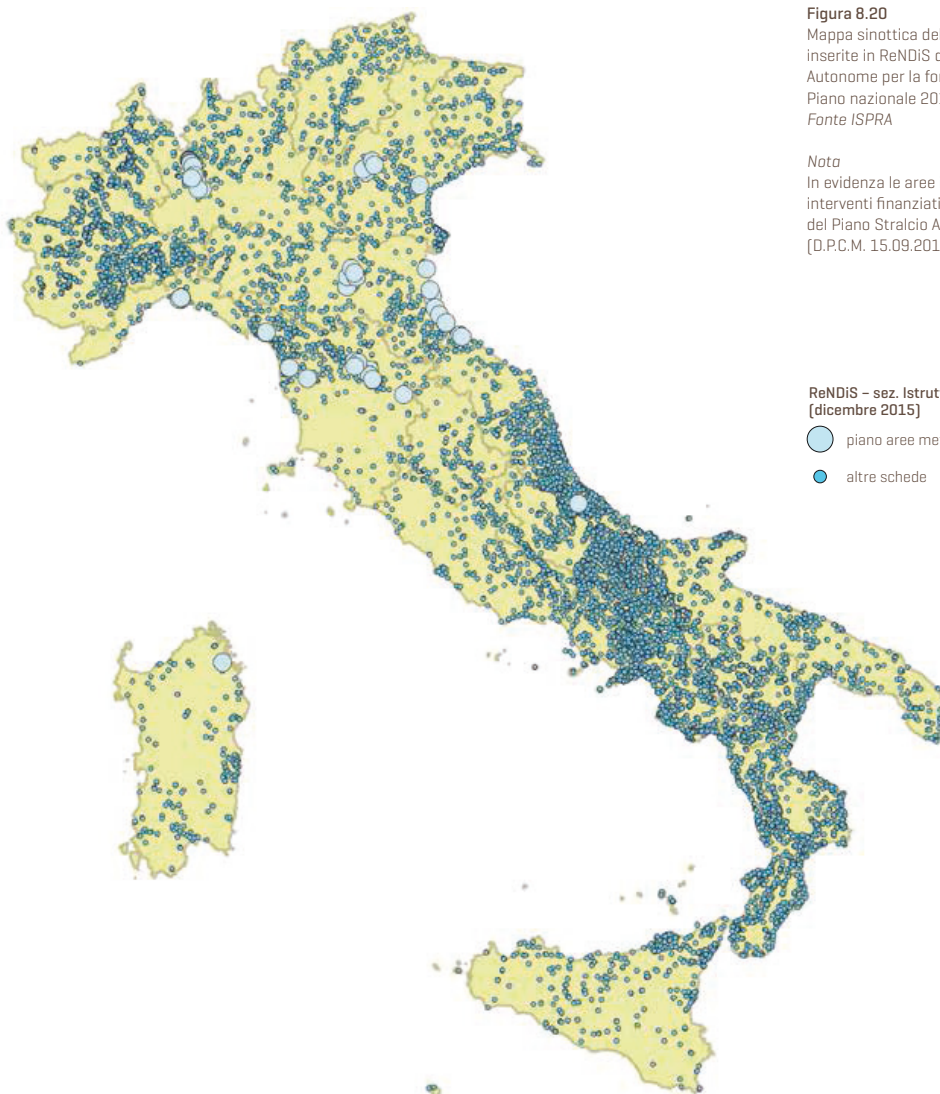 Figura 8.20
Mappa sinottica del
inserite in ReNDiS d
Autonome per la for
Piano nazionale 20
Fonte ISPRA
Nota
In evidenza le aree
interventi finanziati
del Piano Stralcio A
(D.P.C.M. 15.09.201
ReNDiS – sez. Istrut
(dicembre 2015)
piano aree me
altre schede